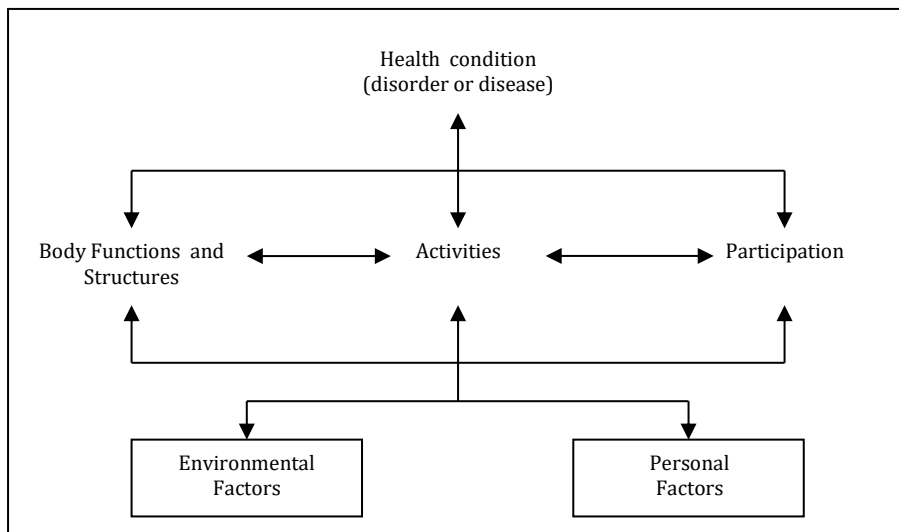 Health condition
(disorder or disease)
Body Functions and
Structures
Activities
Participation
Environmental
Factors
Personal
Factors